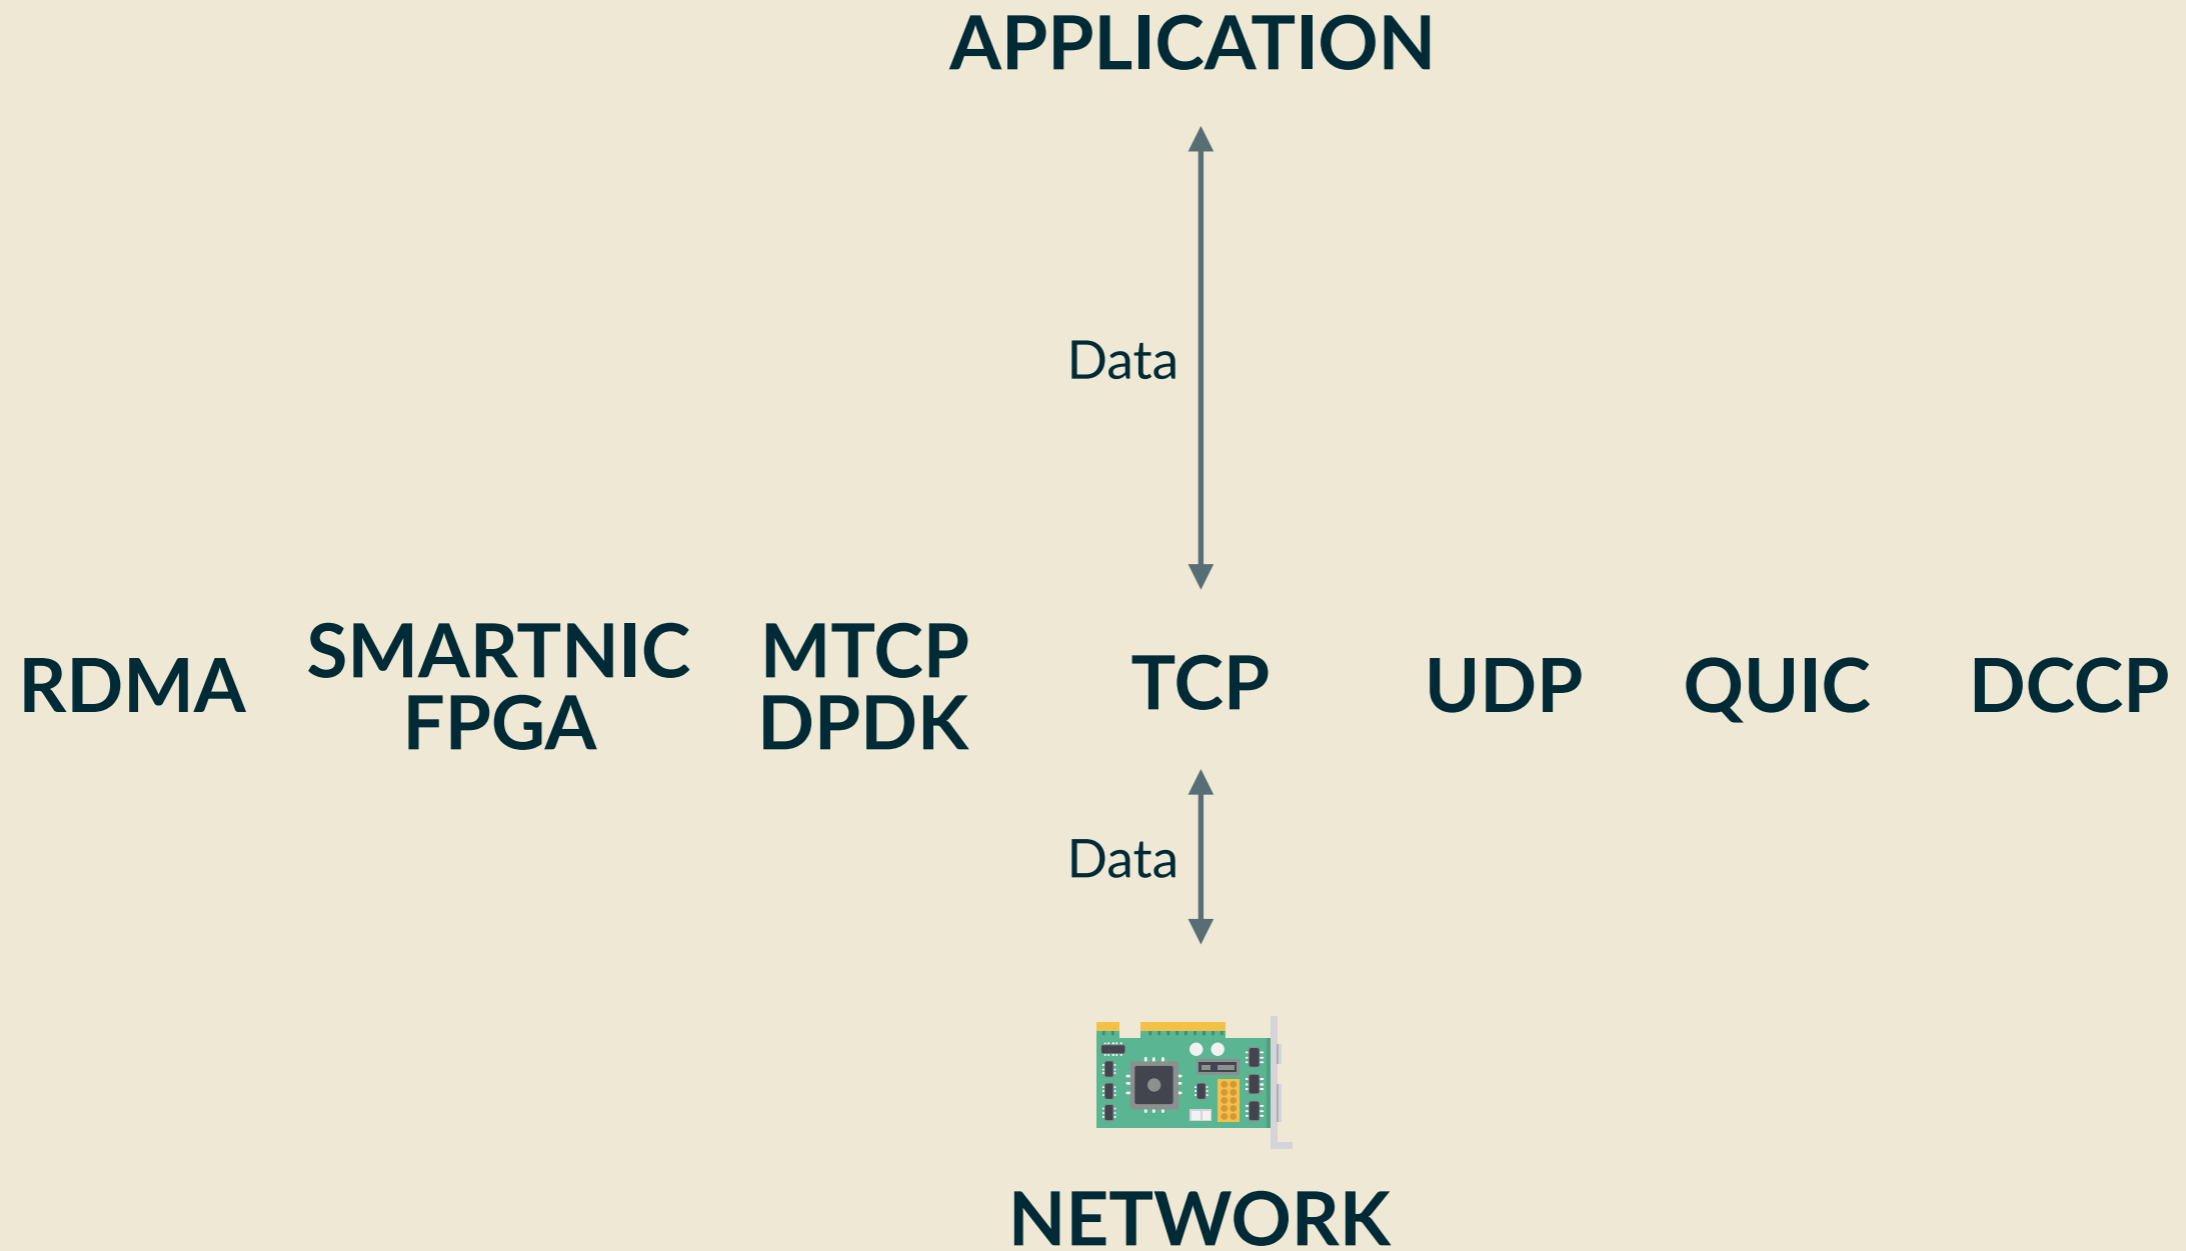 APPLICATION
Data
RDMA
SMARTNIC
FPGA
MTCP
DPDK
TCP
UDP
QUIC
DCCP
Data
NETWORK